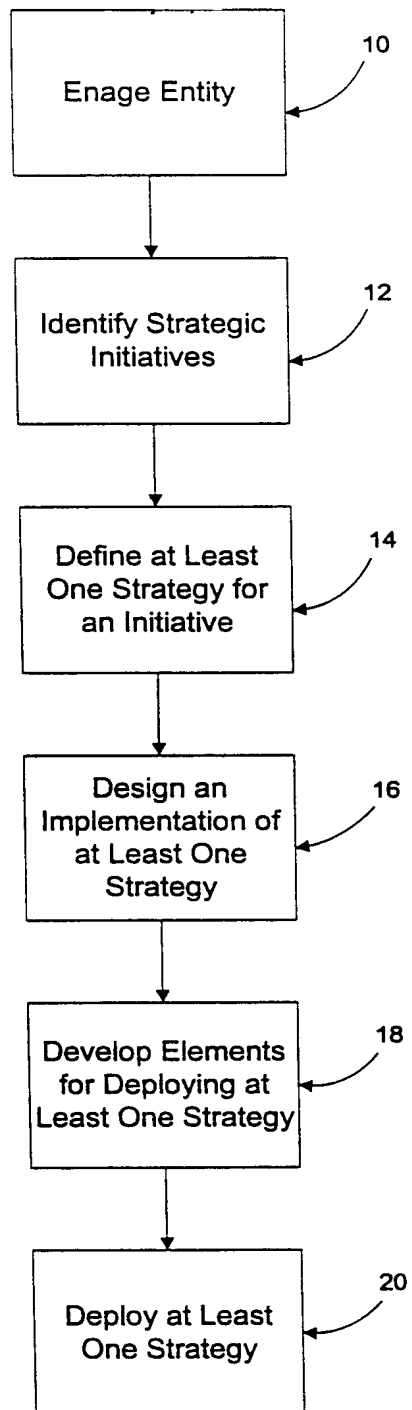 Enage Entity
10
Identify Strategic
Initiatives
12
Define at Least
One Strategy for
an Initiative
14
Design an
Implementation of
at Least One
Strategy
16
Develop Elements
for Deploying at
Least One Strategy
18
Deploy at Least
One Strategy
20